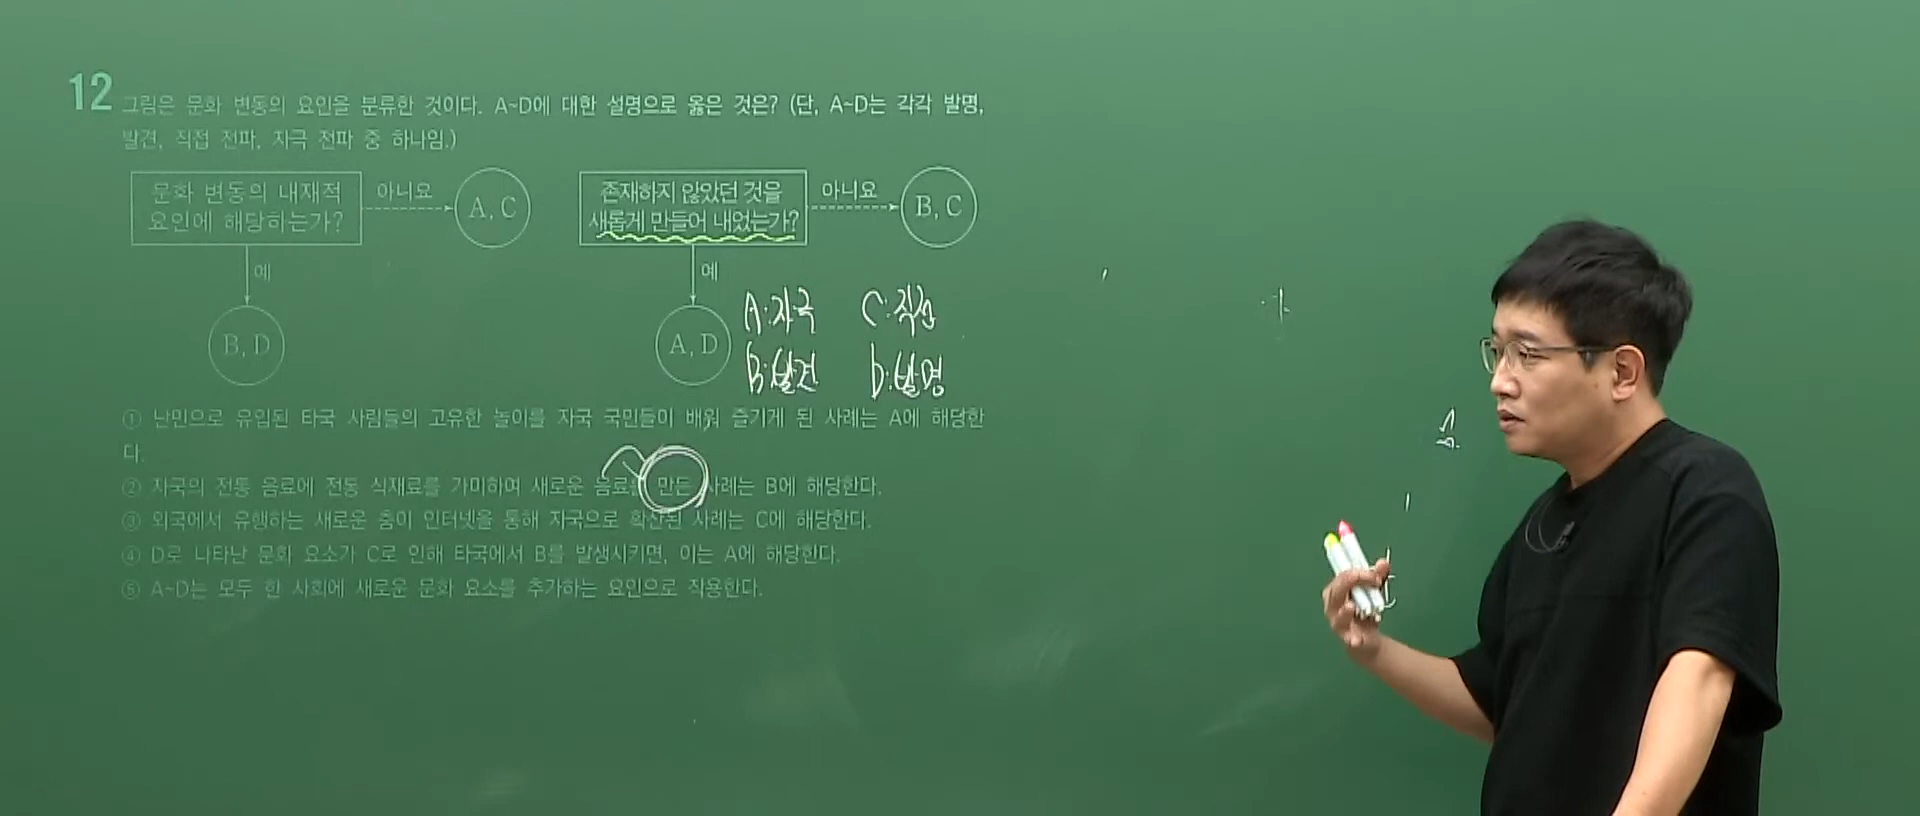 12 그림은 문화 변동의 요인을 분류한 것이다. A~D에 대한 설명으로 옳은 것은? (단, A~D는 각각 발명,
발견, 직접 전파, 자극 전파 중 하나임.)
문화 변동의 내재적
요인에 해당하는가?
아니요
A, C
예
B, D
존재하지 않았던 것을
새롭게 만들어 내었는가?
아니요
B, C
예
A, D
A:자극 C:직전
B:발견 D:발명
① 난민으로 유입된 타국 사람들의 고유한 놀이를 자국 국민들이 배워 즐기게 된 사례는 A에 해당한
다.
② 자국의 전통 음료에 전통 식재료를 가미하여 새로운 음료를 만든 사례는 B에 해당한다.
③ 외국에서 유행하는 새로운 춤이 인터넷을 통해 자국으로 확산된 사례는 C에 해당한다.
④ D로 나타난 문화 요소가 C로 인해 타국에서 B를 발생시키면, 이는 A에 해당한다.
⑤ A~D는 모두 한 사회에 새로운 문화 요소를 추가하는 요인으로 작용한다.